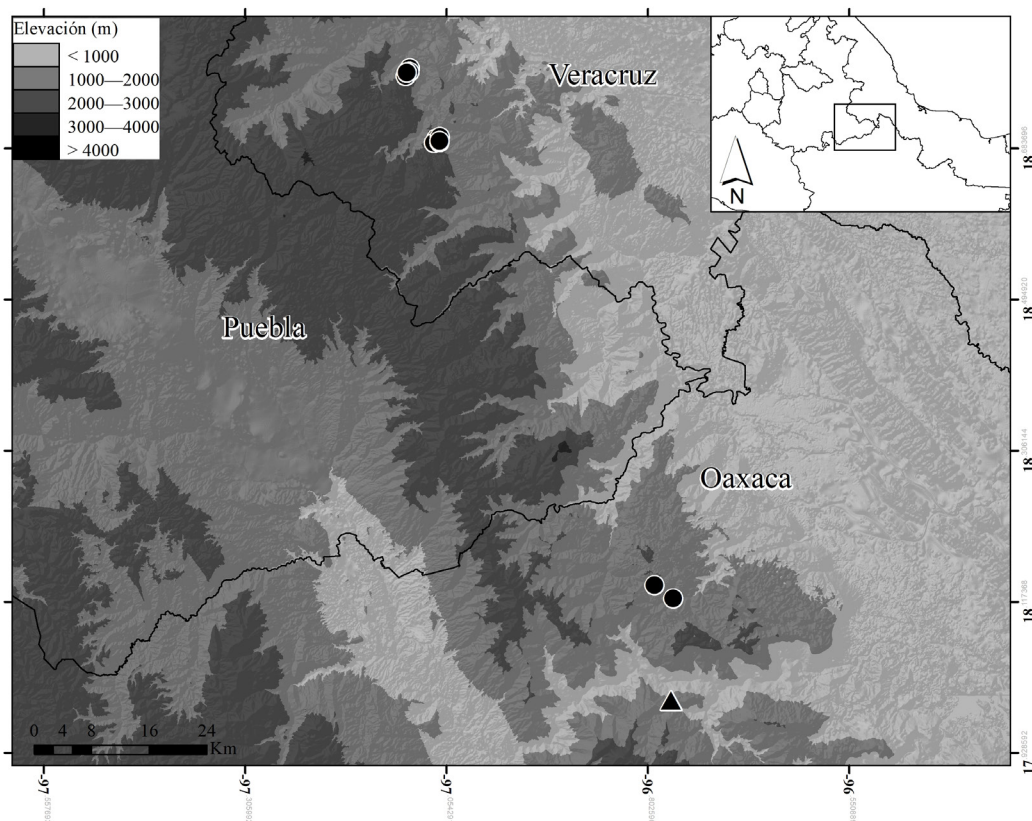 Elevación (m)
< 1000
1000—2000
2000—3000
3000—4000
> 4000
Veracruz
N
Puebla
Oaxaca
0 4 8 16 24
Km
18
18
18
18
17
-97
-97
-97
-96
-96